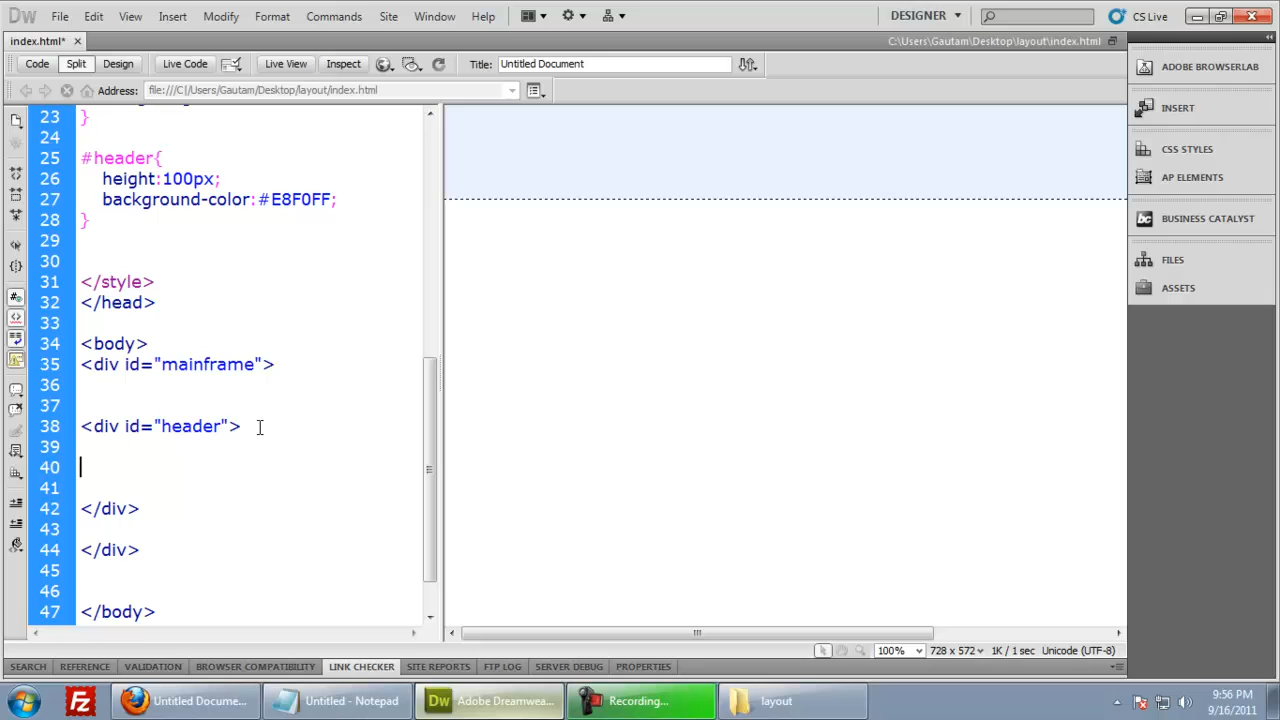 Dw File Edit View Insert Modify Format Commands Site Window Help DESIGNER CS Live
index.html* C:\Users\Gautam\Desktop\layout\index.html
Code Split Design Live Code Live View Inspect Title: Untitled Document
Address: file:///C|/Users/Gautam/Desktop/layout/index.html
ADOBE BROWSERLAB
INSERT
CSS STYLES
AP ELEMENTS
BUSINESS CATALYST
FILES
ASSETS
23 }
24
25 #header{
26 height:100px;
27 background-color:#E8F0FF;
28 }
29
30
31 </style>
32 </head>
33
34 <body>
35 <div id="mainframe">
36
37
38 <div id="header">
39
40
41
42 </div>
43
44 </div>
45
46
47 </body>
100% 728 x 572 1K / 1 sec Unicode (UTF-8)
SEARCH REFERENCE VALIDATION BROWSER COMPATIBILITY LINK CHECKER SITE REPORTS FTP LOG SERVER DEBUG PROPERTIES
Fz Untitled Docume... Untitled - Notepad Dw Adobe Dreamwea... Recording... layout 9:56 PM
9/16/2011